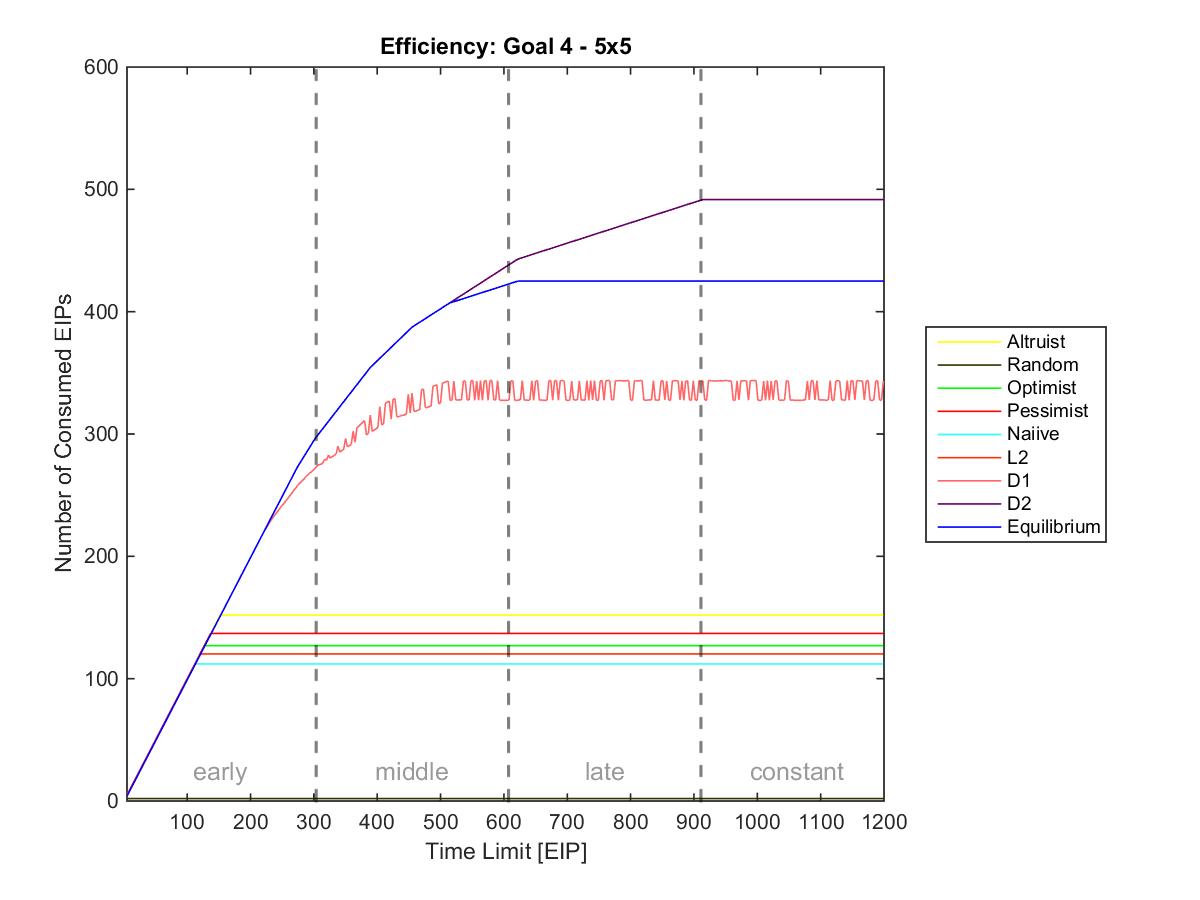 Efficiency: Goal 4 - 5x5
600
500
400
300
200
100
0
Number of Consumed EIPs
early middle late constant
100 200 300 400 500 600 700 800 900 1000 1100 1200
Time Limit [EIP]
Altruist
Random
Optimist
Pessimist
Naiive
L2
D1
D2
Equilibrium